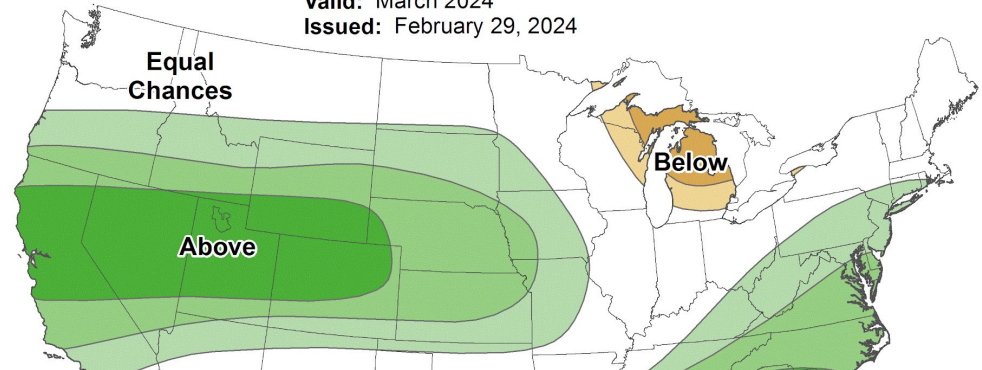 Valid: March 2024
Issued: February 29, 2024
Equal
Chances
Below
Above